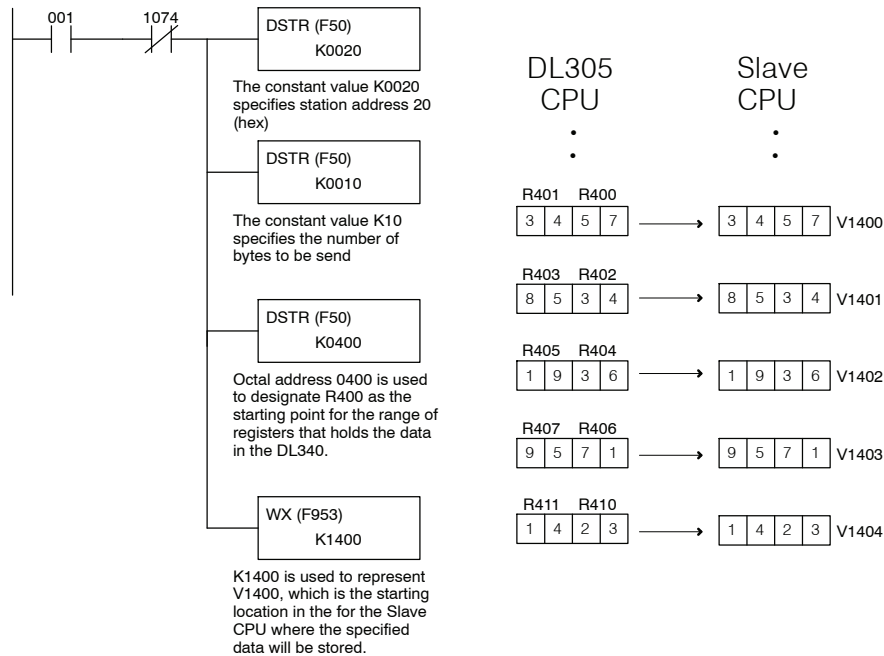 001 1074
DSTR (F50)
K0020
The constant value K0020
specifies station address 20
(hex)
DSTR (F50)
K0010
The constant value K10
specifies the number of
bytes to be send
DSTR (F50)
K0400
Octal address 0400 is used
to designate R400 as the
starting point for the range of
registers that holds the data
in the DL340.
WX (F953)
K1400
K1400 is used to represent
V1400, which is the starting
location in the for the Slave
CPU where the specified
data will be stored.
DL305
CPU
Slave
CPU
R401 R400
3 4 5 7
3 4 5 7 V1400
R403 R402
8 5 3 4
8 5 3 4 V1401
R405 R404
1 9 3 6
1 9 3 6 V1402
R407 R406
9 5 7 1
9 5 7 1 V1403
R411 R410
1 4 2 3
1 4 2 3 V1404